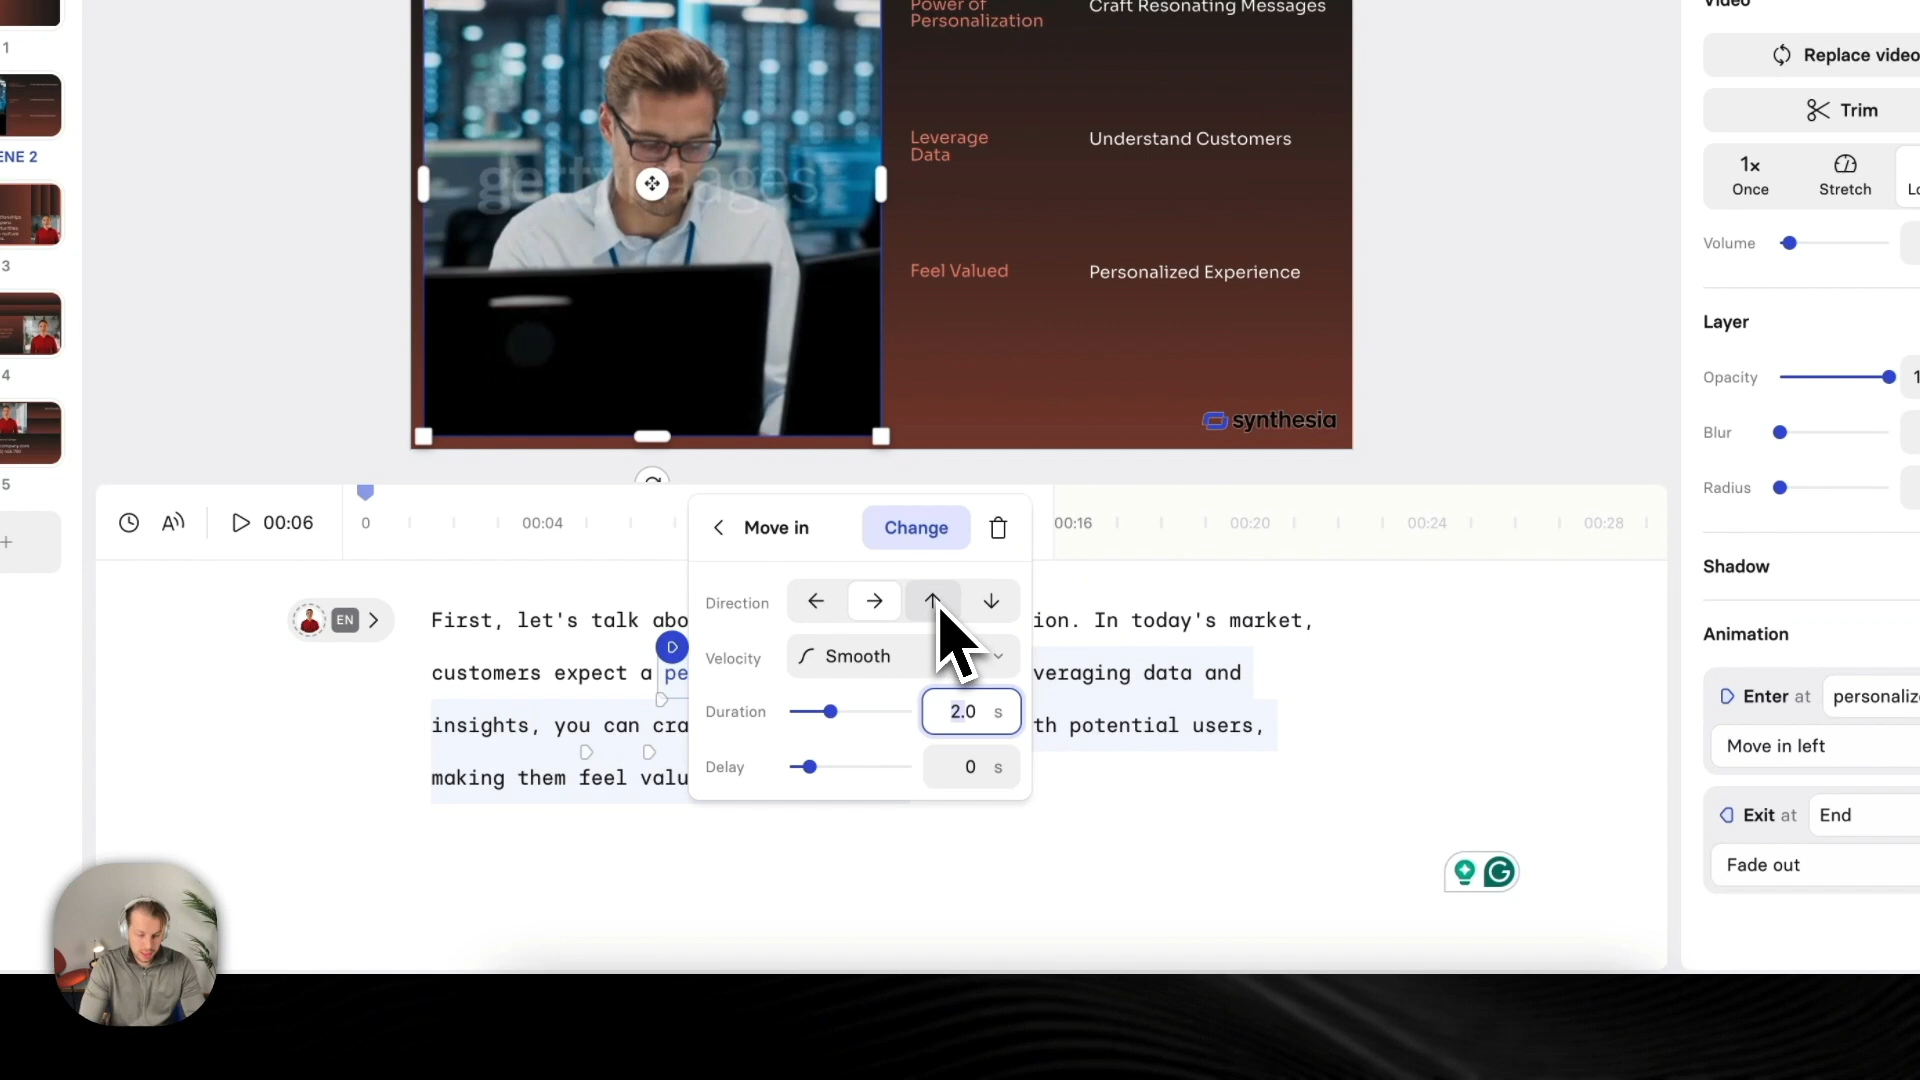 1
ENE 2
3
4
5
Power of
Personalization
Craft Resonating Messages
gettyimages
Leverage
Data
Understand Customers
Feel Valued
Personalized Experience
synthesia
Video
Replace video
Trim
1x
Once
Stretch
Lo
Volume
Layer
Opacity
1
Blur
Radius
Shadow
Animation
Enter at personaliz
Move in left
Exit at End
Fade out
00:06
0
00:04
00:16
00:20
00:24
00:28
Move in
Change
Direction
Velocity
Smooth
Duration
2.0 s
Delay
0 s
EN
First, let's talk abo
ion. In today's market,
customers expect a pe
veraging data and
insights, you can cra
th potential users,
making them feel valu